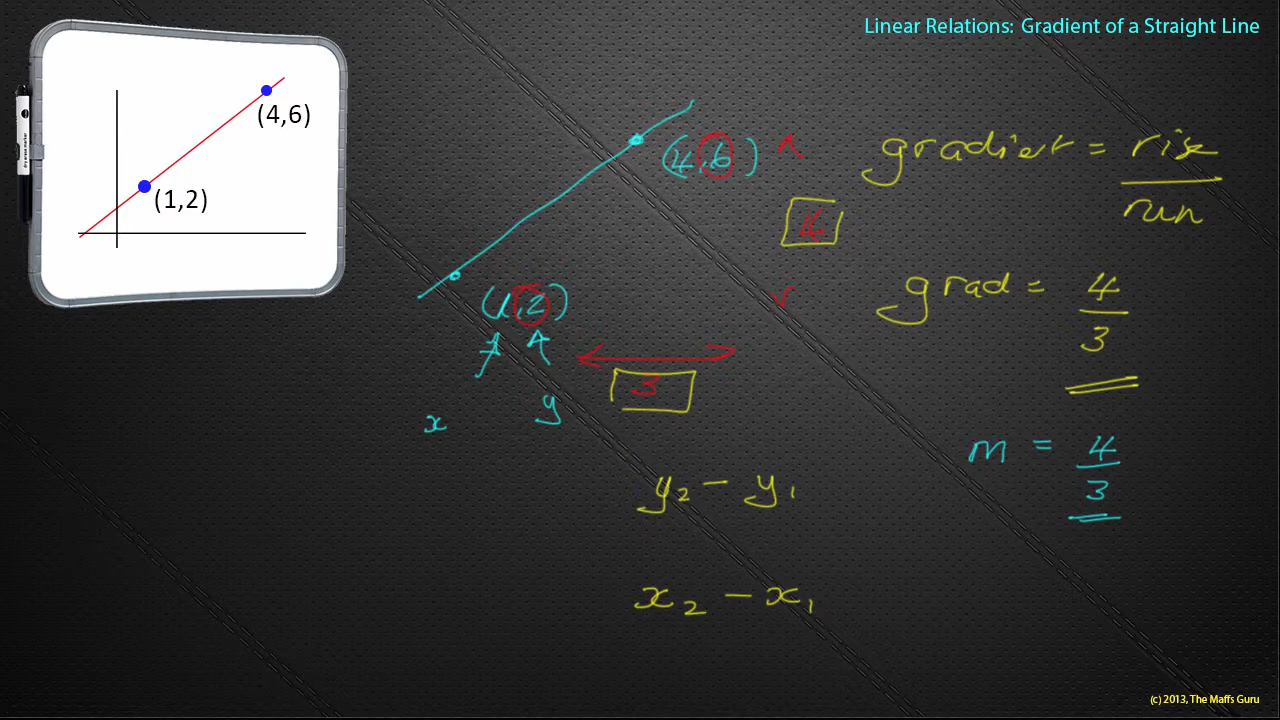 Linear Relations: Gradient of a Straight Line
(4,6)
(1,2)
(4,6)
4
(1,2)
3
x
y
gradient = rise
run
grad = 4
3
m = 4
3
y2 - y1
x2 - x1
(c) 2013, The Maffs Guru